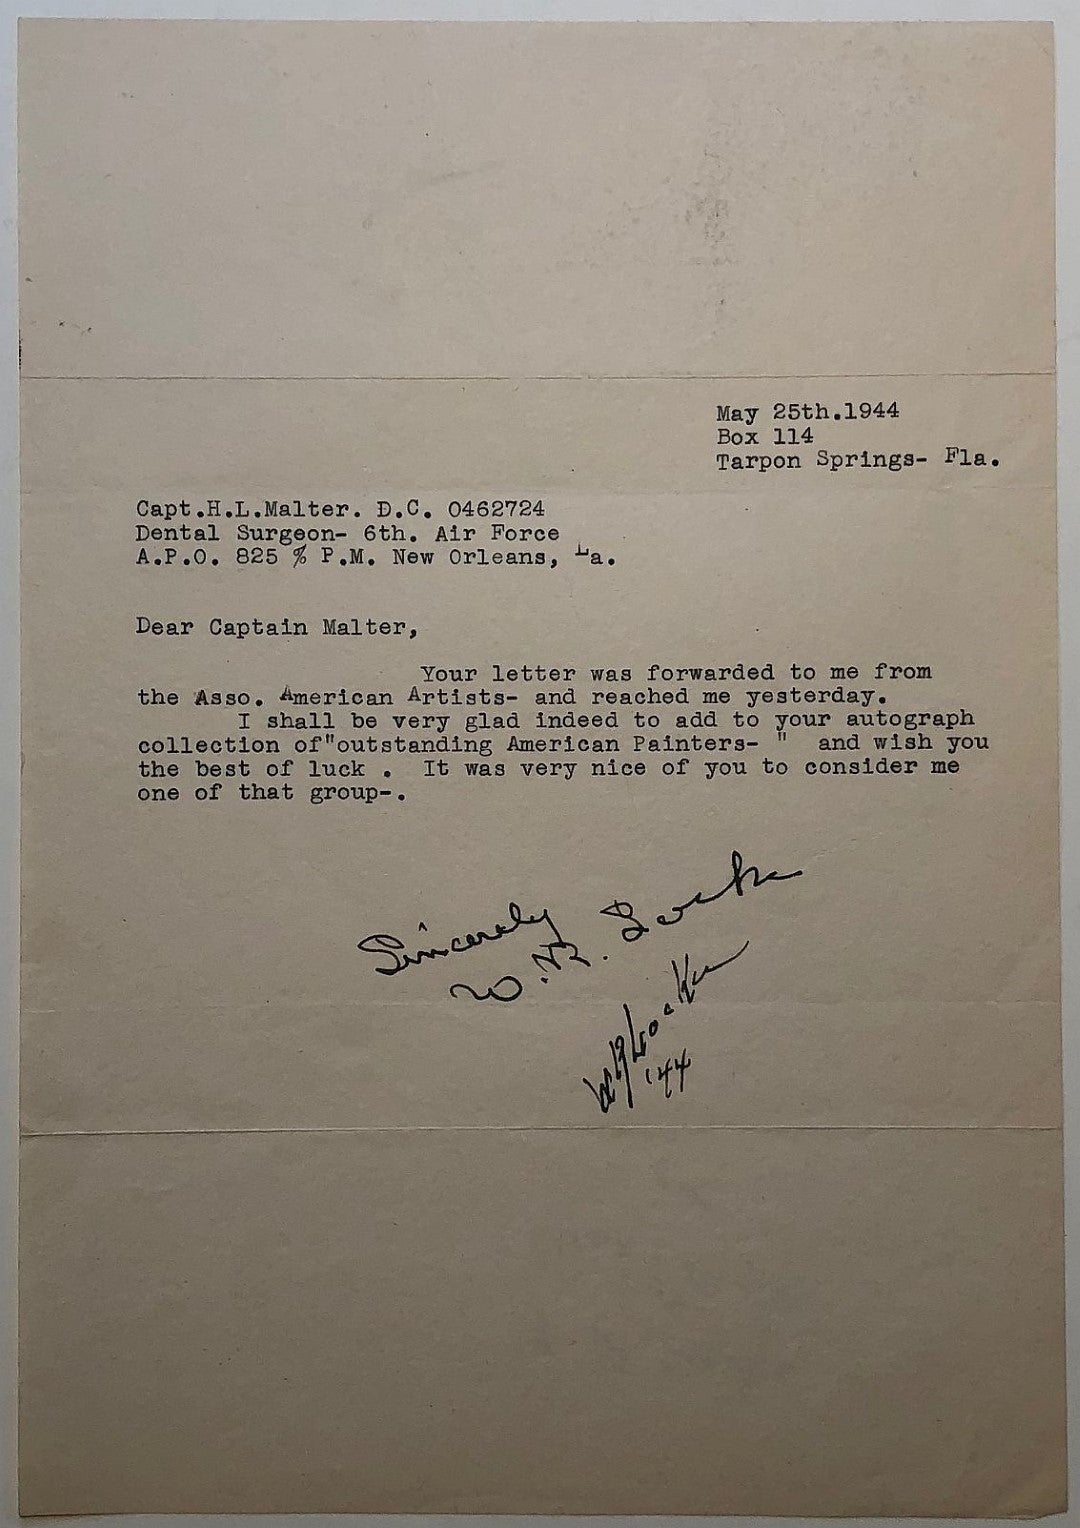 May 25th.1944
Box 114
Tarpon Springs- Fla.
Capt.H.L.Malter. D.C. 0462724
Dental Surgeon- 6th. Air Force
A.P.O. 825 % P.M. New Orleans, La.
Dear Captain Malter,
Your letter was forwarded to me from
the Asso. American Artists- and reached me yesterday.
I shall be very glad indeed to add to your autograph
collection of"outstanding American Painters- " and wish you
the best of luck . It was very nice of you to consider me
one of that group-.
Sincerely
W.R. Locke
WRLocke
'44